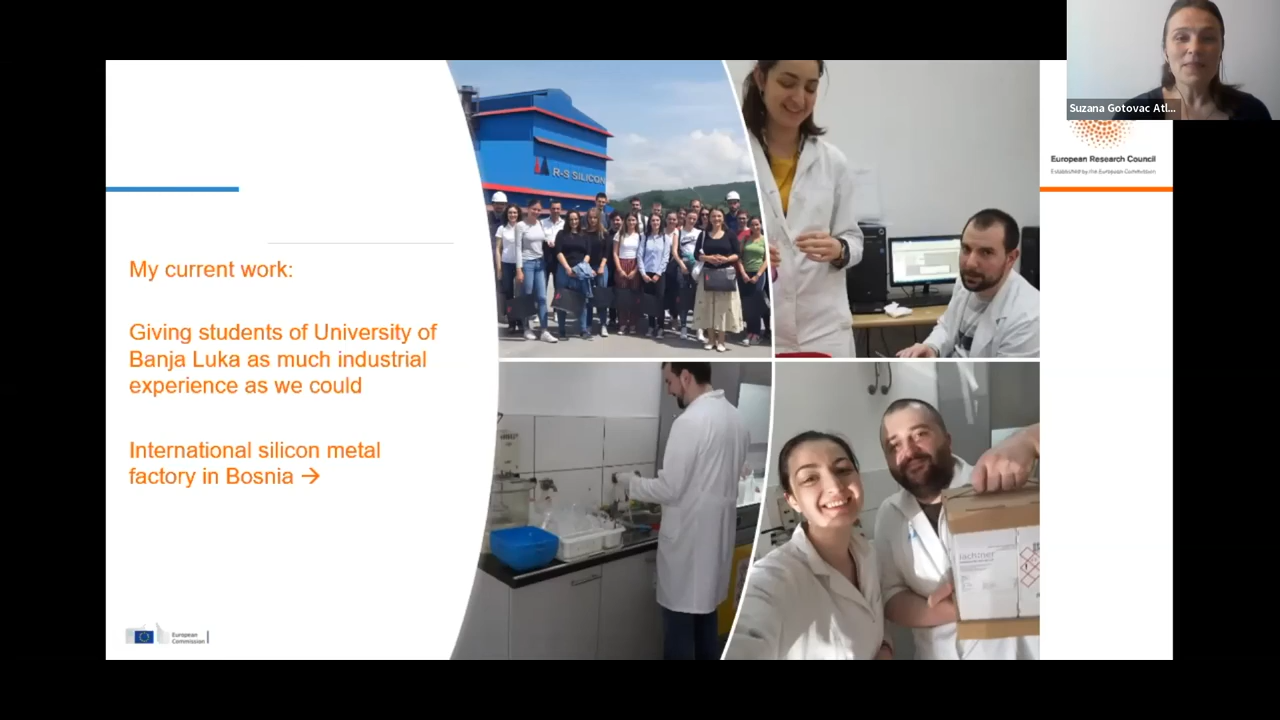 Suzana Gotovac Atl...
European Research Council
Established by the European Commission
R-S SILICON
My current work:
Giving students of University of
Banja Luka as much industrial
experience as we could
International silicon metal
factory in Bosnia →
lachner
European
Commission